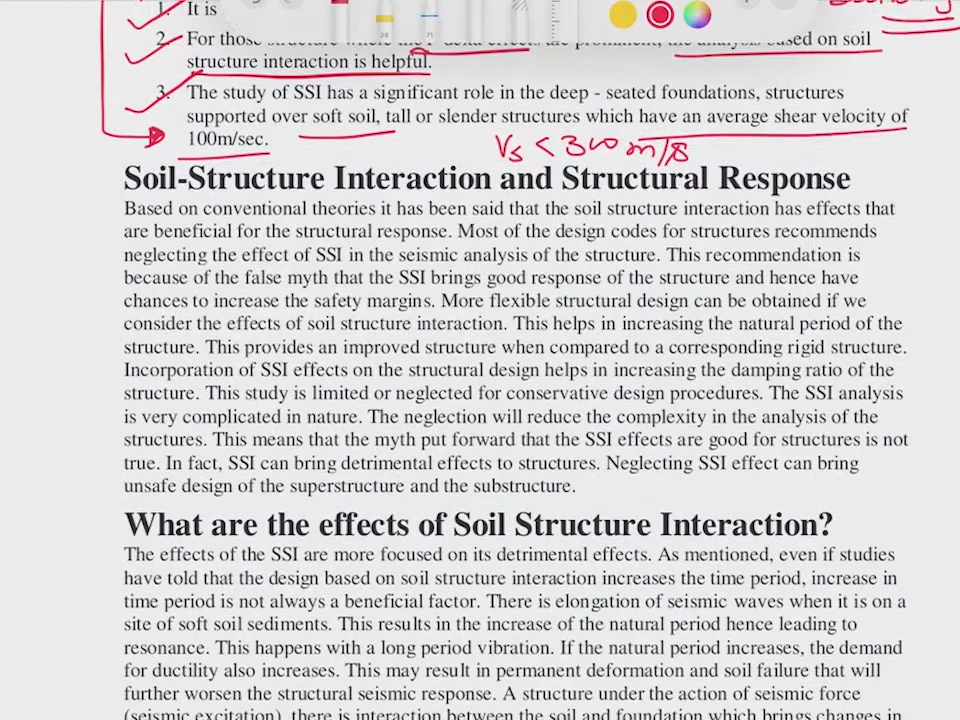 1. It is
2. For those structure where the P-delta effects are prominent, the analysis based on soil
structure interaction is helpful.
3. The study of SSI has a significant role in the deep - seated foundations, structures
supported over soft soil, tall or slender structures which have an average shear velocity of
100m/sec.
Vs < 300 m/s
Soil-Structure Interaction and Structural Response
Based on conventional theories it has been said that the soil structure interaction has effects that
are beneficial for the structural response. Most of the design codes for structures recommends
neglecting the effect of SSI in the seismic analysis of the structure. This recommendation is
because of the false myth that the SSI brings good response of the structure and hence have
chances to increase the safety margins. More flexible structural design can be obtained if we
consider the effects of soil structure interaction. This helps in increasing the natural period of the
structure. This provides an improved structure when compared to a corresponding rigid structure.
Incorporation of SSI effects on the structural design helps in increasing the damping ratio of the
structure. This study is limited or neglected for conservative design procedures. The SSI analysis
is very complicated in nature. The neglection will reduce the complexity in the analysis of the
structures. This means that the myth put forward that the SSI effects are good for structures is not
true. In fact, SSI can bring detrimental effects to structures. Neglecting SSI effect can bring
unsafe design of the superstructure and the substructure.
What are the effects of Soil Structure Interaction?
The effects of the SSI are more focused on its detrimental effects. As mentioned, even if studies
have told that the design based on soil structure interaction increases the time period, increase in
time period is not always a beneficial factor. There is elongation of seismic waves when it is on a
site of soft soil sediments. This results in the increase of the natural period hence leading to
resonance. This happens with a long period vibration. If the natural period increases, the demand
for ductility also increases. This may result in permanent deformation and soil failure that will
further worsen the structural seismic response. A structure under the action of seismic force
(seismic excitation), there is interaction between the soil and foundation which brings changes in